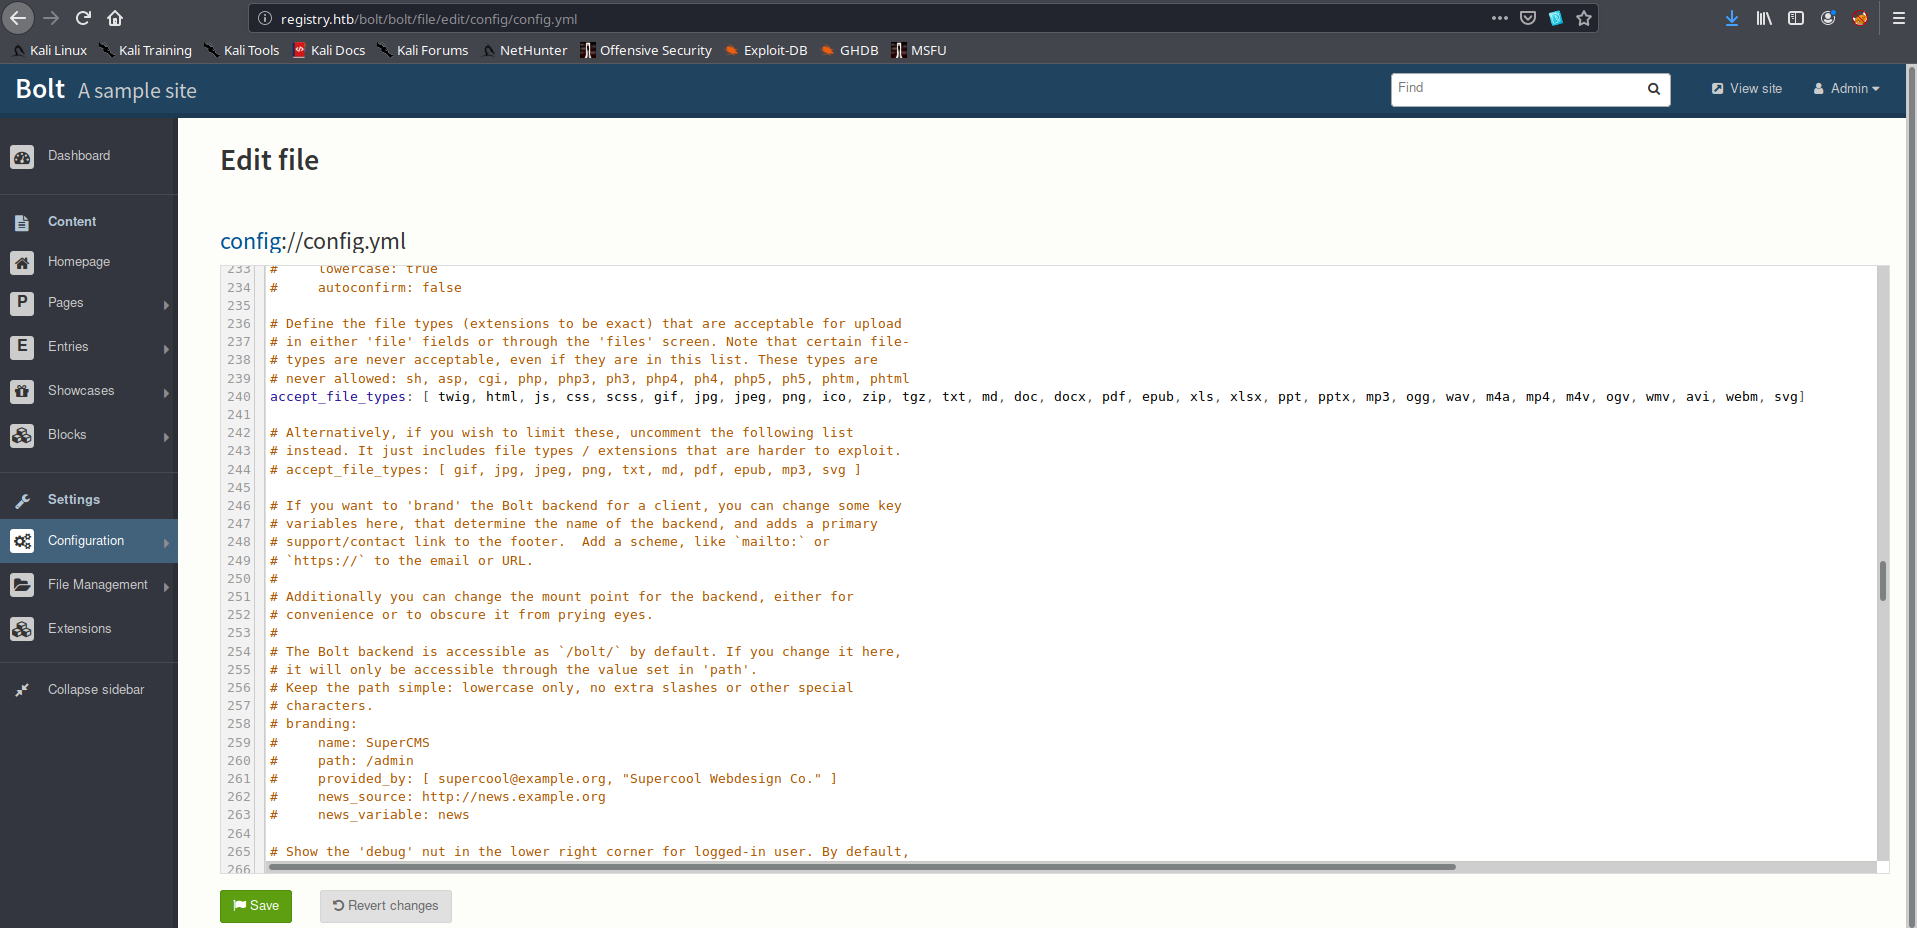 registry.htb/bolt/bolt/file/edit/config/config.yml
Kali Linux Kali Training Kali Tools Kali Docs Kali Forums NetHunter Offensive Security Exploit-DB GHDB MSFU
Bolt A sample site
Find
View site
Admin
Dashboard
Content
Homepage
P Pages
E Entries
Showcases
Blocks
Settings
Configuration
File Management
Extensions
Collapse sidebar
Edit file
config://config.yml
233 #     lowercase: true
234 #     autoconfirm: false
235
236 # Define the file types (extensions to be exact) that are acceptable for upload
237 # in either 'file' fields or through the 'files' screen. Note that certain file-
238 # types are never acceptable, even if they are in this list. These types are
239 # never allowed: sh, asp, cgi, php, php3, ph3, php4, ph4, php5, ph5, phtm, phtml
240 accept_file_types: [ twig, html, js, css, scss, gif, jpg, jpeg, png, ico, zip, tgz, txt, md, doc, docx, pdf, epub, xls, xlsx, ppt, pptx, mp3, ogg, wav, m4a, mp4, m4v, ogv, wmv, avi, webm, svg]
241
242 # Alternatively, if you wish to limit these, uncomment the following list
243 # instead. It just includes file types / extensions that are harder to exploit.
244 # accept_file_types: [ gif, jpg, jpeg, png, txt, md, pdf, epub, mp3, svg ]
245
246 # If you want to 'brand' the Bolt backend for a client, you can change some key
247 # variables here, that determine the name of the backend, and adds a primary
248 # support/contact link to the footer.  Add a scheme, like `mailto:` or
249 # `https://` to the email or URL.
250 #
251 # Additionally you can change the mount point for the backend, either for
252 # convenience or to obscure it from prying eyes.
253 #
254 # The Bolt backend is accessible as `/bolt/` by default. If you change it here,
255 # it will only be accessible through the value set in 'path'.
256 # Keep the path simple: lowercase only, no extra slashes or other special
257 # characters.
258 # branding:
259 #     name: SuperCMS
260 #     path: /admin
261 #     provided_by: [ supercool@example.org, "Supercool Webdesign Co." ]
262 #     news_source: http://news.example.org
263 #     news_variable: news
264
265 # Show the 'debug' nut in the lower right corner for logged-in user. By default,
266
Save
Revert changes